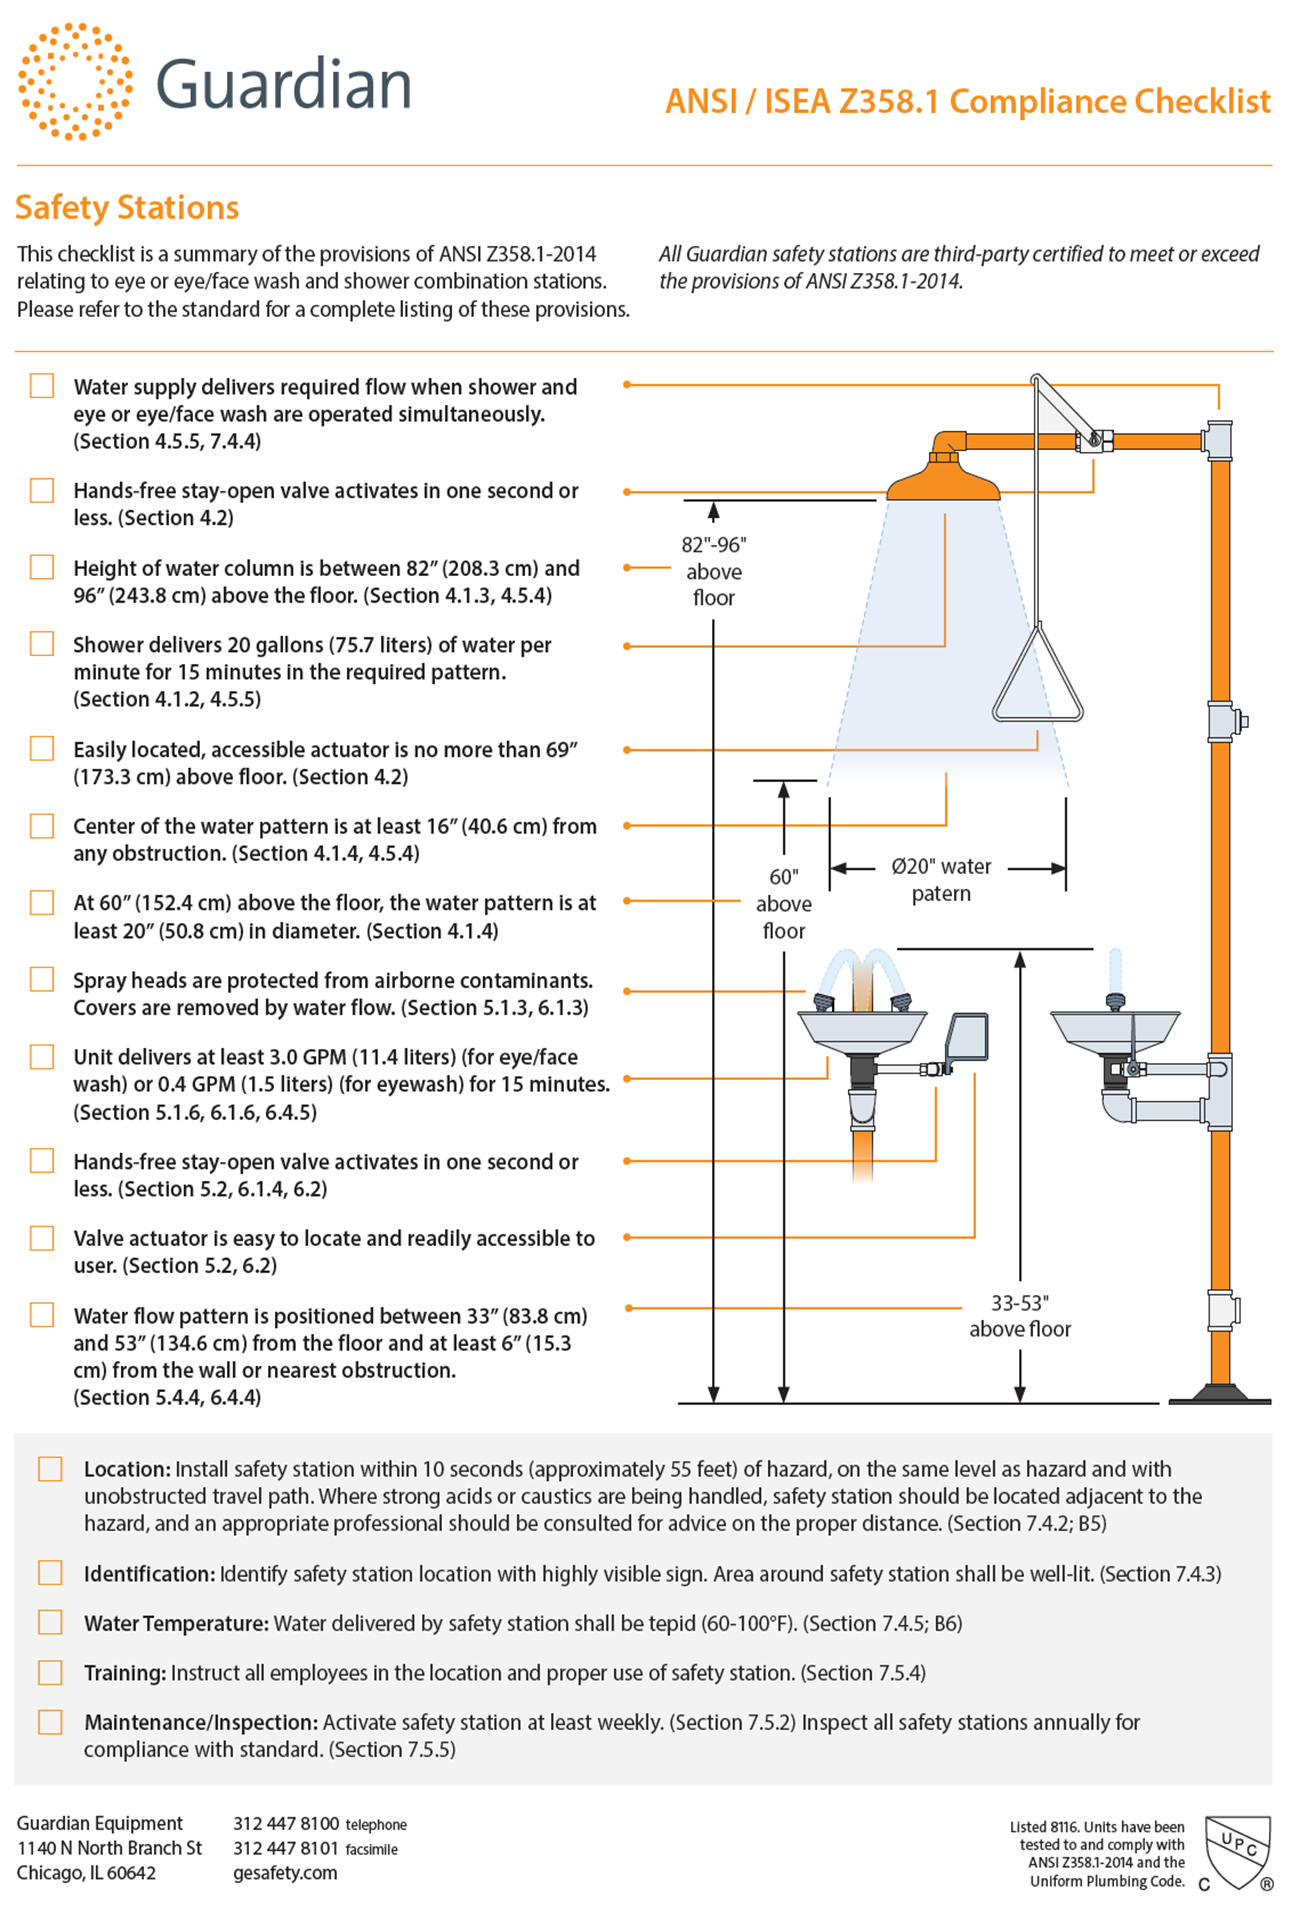 Guardian
ANSI / ISEA Z358.1 Compliance Checklist
Safety Stations
This checklist is a summary of the provisions of ANSI Z358.1-2014
relating to eye or eye/face wash and shower combination stations.
Please refer to the standard for a complete listing of these provisions.
All Guardian safety stations are third-party certified to meet or exceed
the provisions of ANSI Z358.1-2014.
Water supply delivers required flow when shower and
eye or eye/face wash are operated simultaneously.
(Section 4.5.5, 7.4.4)
Hands-free stay-open valve activates in one second or
less. (Section 4.2)
Height of water column is between 82” (208.3 cm) and
96” (243.8 cm) above the floor. (Section 4.1.3, 4.5.4)
Shower delivers 20 gallons (75.7 liters) of water per
minute for 15 minutes in the required pattern.
(Section 4.1.2, 4.5.5)
Easily located, accessible actuator is no more than 69”
(173.3 cm) above floor. (Section 4.2)
Center of the water pattern is at least 16” (40.6 cm) from
any obstruction. (Section 4.1.4, 4.5.4)
At 60” (152.4 cm) above the floor, the water pattern is at
least 20” (50.8 cm) in diameter. (Section 4.1.4)
Spray heads are protected from airborne contaminants.
Covers are removed by water flow. (Section 5.1.3, 6.1.3)
Unit delivers at least 3.0 GPM (11.4 liters) (for eye/face
wash) or 0.4 GPM (1.5 liters) (for eyewash) for 15 minutes.
(Section 5.1.6, 6.1.6, 6.4.5)
Hands-free stay-open valve activates in one second or
less. (Section 5.2, 6.1.4, 6.2)
Valve actuator is easy to locate and readily accessible to
user. (Section 5.2, 6.2)
Water flow pattern is positioned between 33” (83.8 cm)
and 53” (134.6 cm) from the floor and at least 6” (15.3
cm) from the wall or nearest obstruction.
(Section 5.4.4, 6.4.4)
82"-96"
above
floor
60"
above
floor
Ø20" water
patern
33-53"
above floor
Location: Install safety station within 10 seconds (approximately 55 feet) of hazard, on the same level as hazard and with
unobstructed travel path. Where strong acids or caustics are being handled, safety station should be located adjacent to the
hazard, and an appropriate professional should be consulted for advice on the proper distance. (Section 7.4.2; B5)
Identification: Identify safety station location with highly visible sign. Area around safety station shall be well-lit. (Section 7.4.3)
Water Temperature: Water delivered by safety station shall be tepid (60-100°F). (Section 7.4.5; B6)
Training: Instruct all employees in the location and proper use of safety station. (Section 7.5.4)
Maintenance/Inspection: Activate safety station at least weekly. (Section 7.5.2) Inspect all safety stations annually for
compliance with standard. (Section 7.5.5)
Guardian Equipment
1140 N North Branch St
Chicago, IL 60642
312 447 8100 telephone
312 447 8101 facsimile
gesafety.com
Listed 8116. Units have been
tested to and comply with
ANSI Z358.1-2014 and the
Uniform Plumbing Code.
UPC
C ®